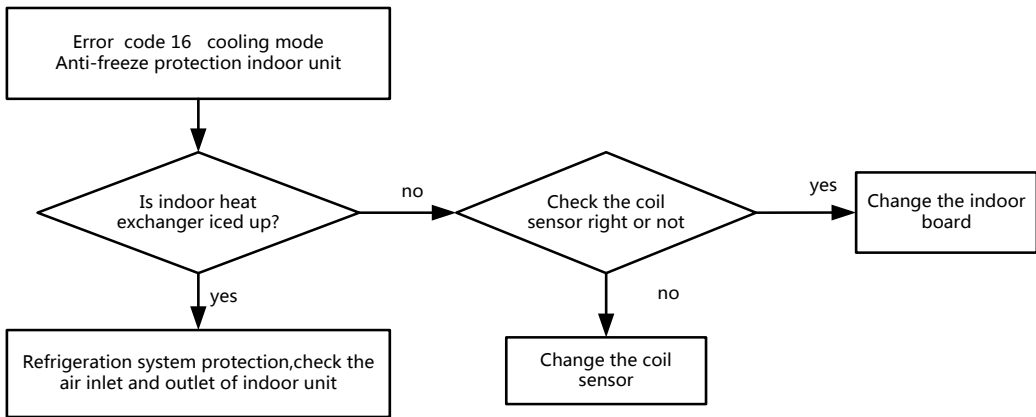 Error code 16 cooling mode
Anti-freeze protection indoor unit
Is indoor heat
exchanger iced up?
no
Check the coil
sensor right or not
yes
Change the indoor
board
yes
no
Refrigeration system protection,check the
air inlet and outlet of indoor unit
Change the coil
sensor